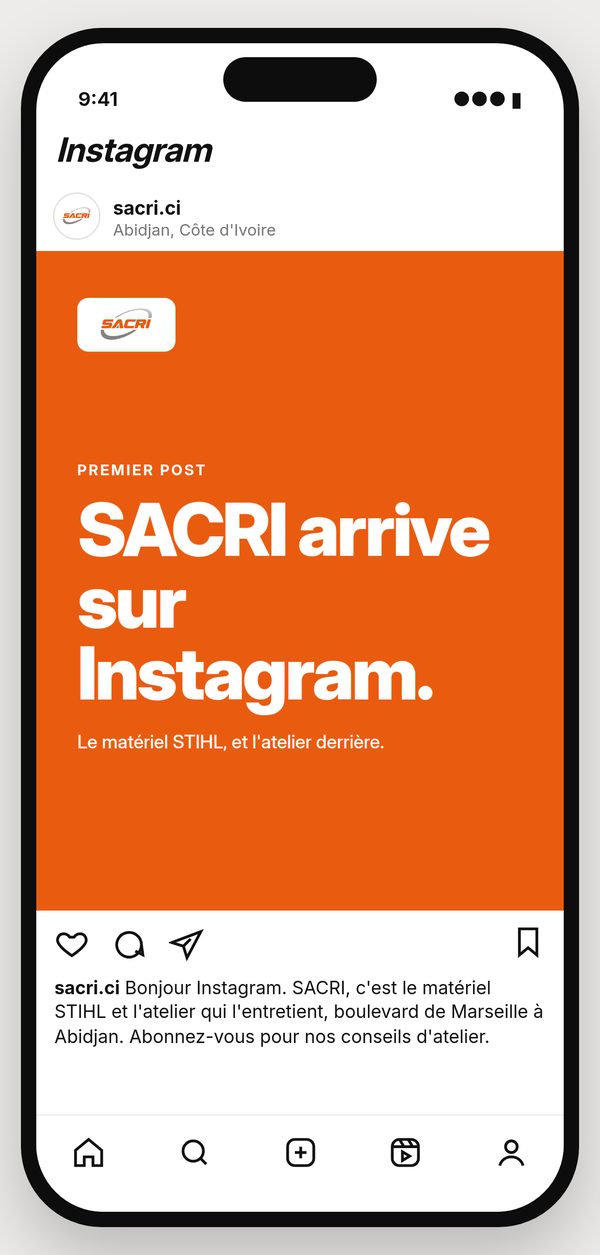 9:41
Instagram
SACRI
sacri.ci
Abidjan, Côte d'Ivoire
SACRI
PREMIER POST
SACRI arrive
sur
Instagram.
Le matériel STIHL, et l'atelier derrière.
sacri.ci Bonjour Instagram. SACRI, c'est le matériel
STIHL et l'atelier qui l'entretient, boulevard de Marseille à
Abidjan. Abonnez-vous pour nos conseils d'atelier.